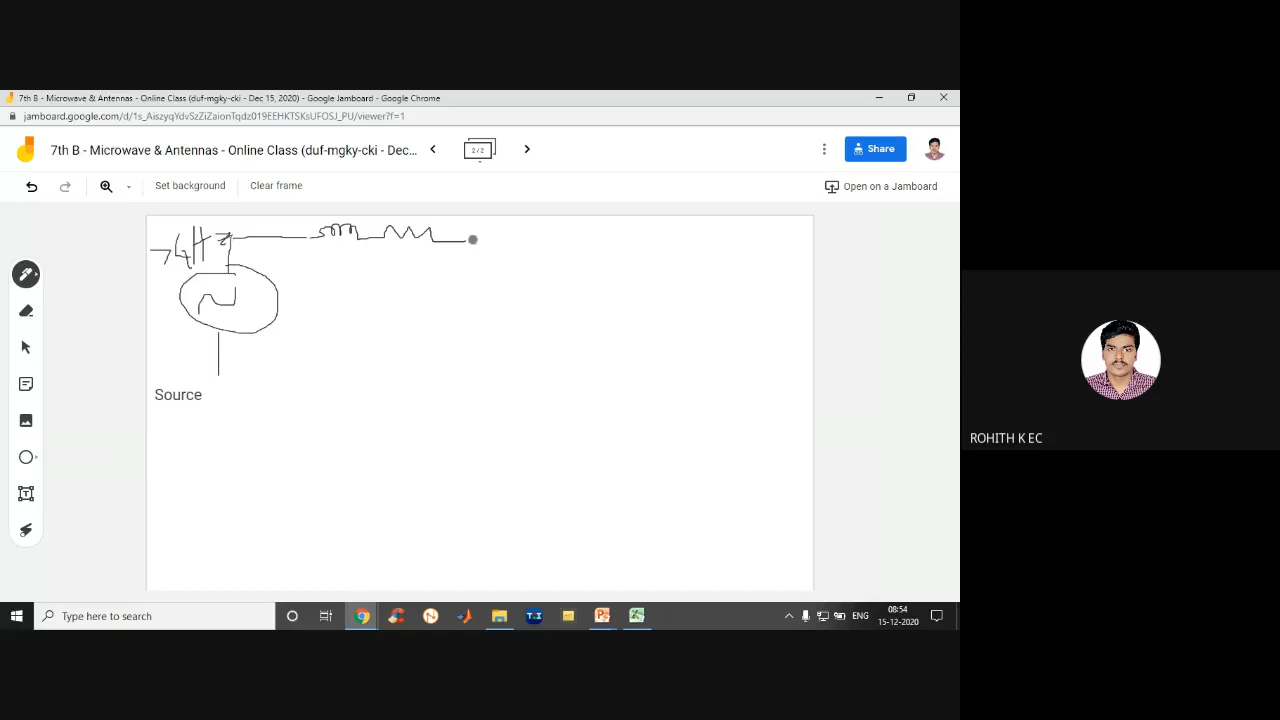 7th B - Microwave & Antennas - Online Class (duf-mgky-cki - Dec 15, 2020) - Google Jamboard - Google Chrome
7th B - Microwave & Antennas - Online Class (duf-mgky-cki - Dec...
2 / 2
Share
Set background
Clear frame
Open on a Jamboard
GHz
Source
ROHITH K EC
Type here to search
ENG
08:54
15-12-2020